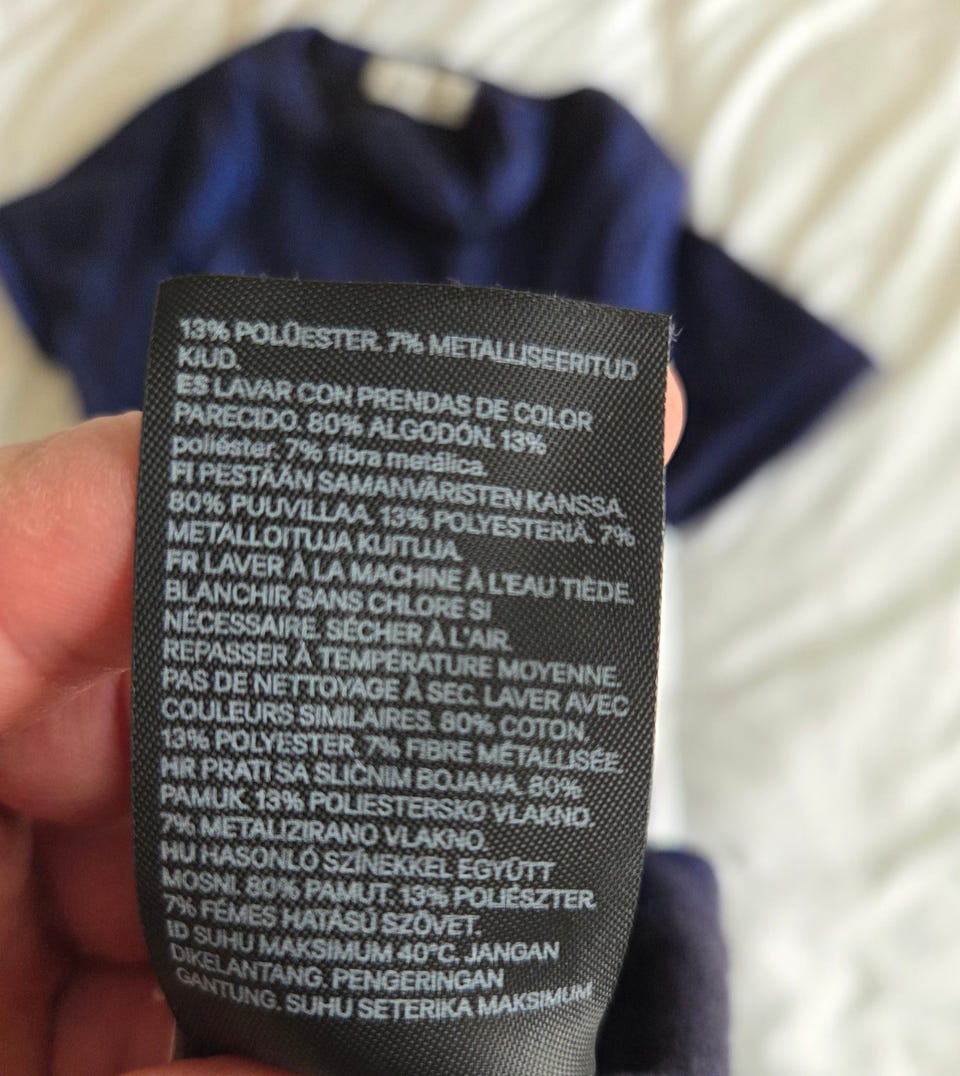 13% POLÜESTER. 7% METALLISEERITUD
KIUD.
ES LAVAR CON PRENDAS DE COLOR
PARECIDO. 80% ALGODÓN. 13%
poliéster. 7% fibra metálica.
FI PESTÄÄN SAMANVÄRISTEN KANSSA.
80% PUUVILLAA. 13% POLYESTERIÄ. 7%
METALLOITUJA KUITUJA.
FR LAVER À LA MACHINE À L'EAU TIÈDE.
BLANCHIR SANS CHLORE SI
NÉCESSAIRE. SÉCHER À L'AIR.
REPASSER À TEMPÉRATURE MOYENNE.
PAS DE NETTOYAGE À SEC. LAVER AVEC
COULEURS SIMILAIRES. 80% COTON.
13% POLYESTER. 7% FIBRE MÉTALLISÉE.
HR PRATI SA SLIČNIM BOJAMA. 80%
PAMUK. 13% POLIESTERSKO VLAKNO.
7% METALIZIRANO VLAKNO.
HU HASONLÓ SZÍNEKKEL EGYÜTT
MOSNI. 80% PAMUT. 13% POLIÉSZTER.
7% FÉMES HATÁSÚ SZÖVET.
ID SUHU MAKSIMUM 40°C. JANGAN
DIKELANTANG. PENGERINGAN
GANTUNG. SUHU SETERIKA MAKSIMUM